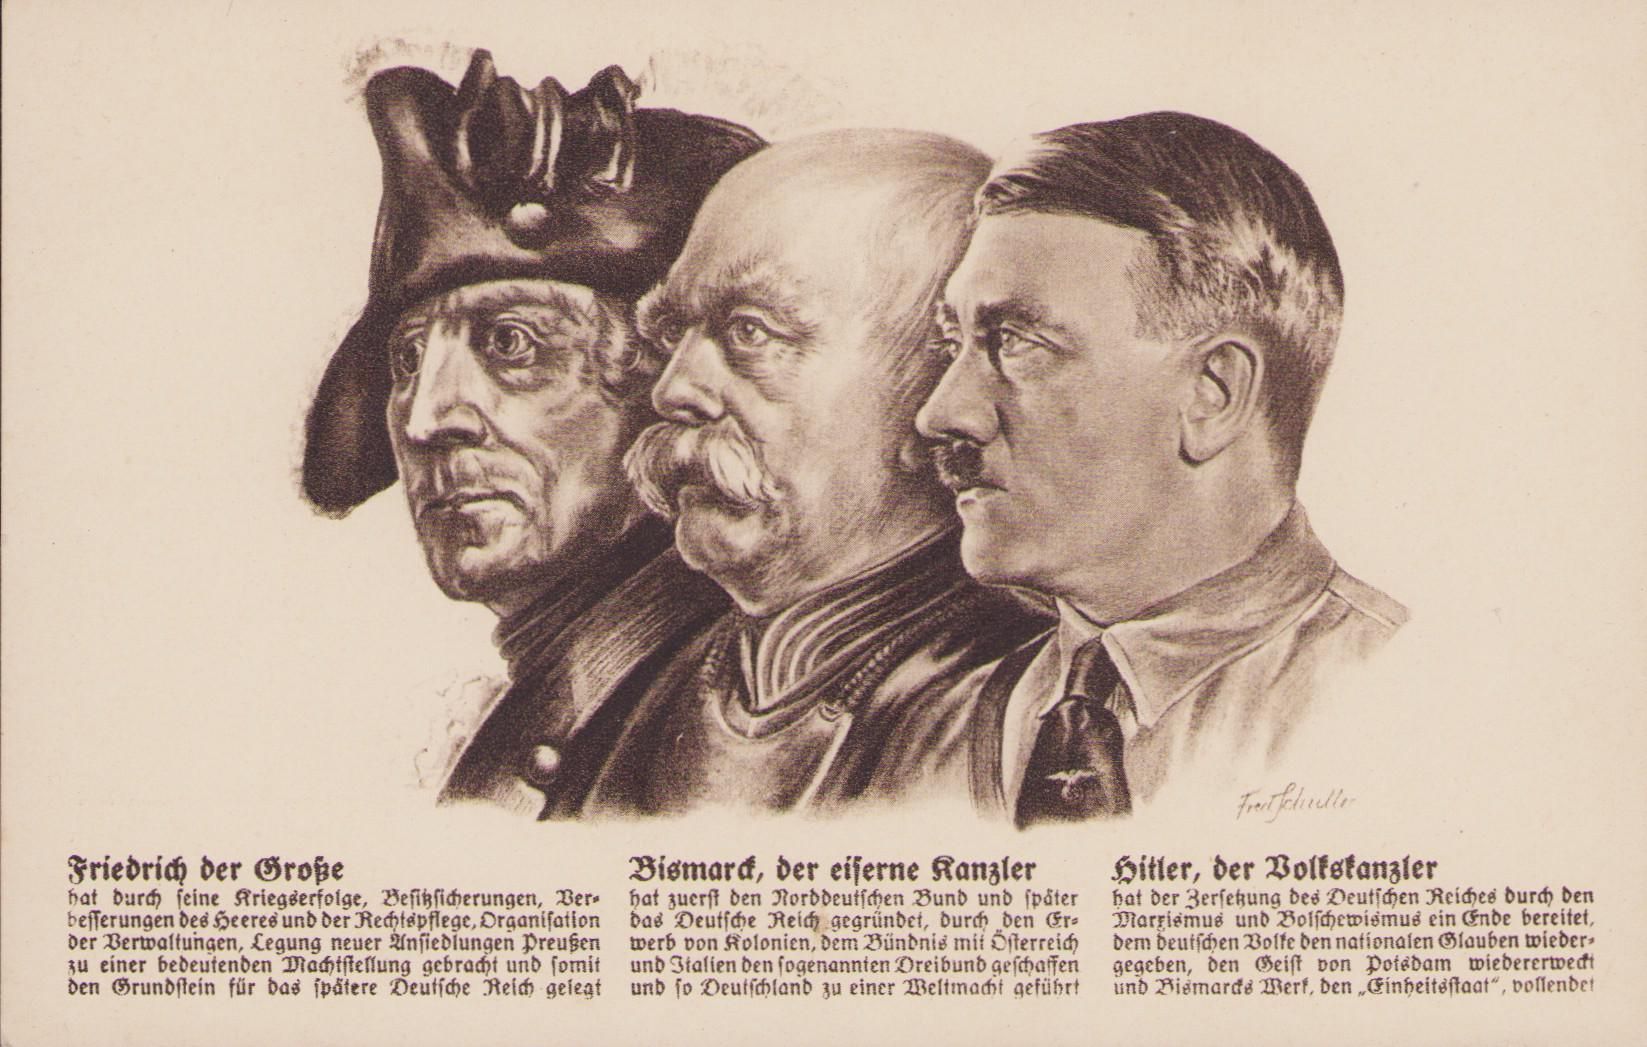 Fred Schuller
Friedrich der Große
hat durch seine Kriegserfolge, Besitzsicherungen, Ver-
besserungen des Heeres und der Rechtspflege, Organisation
der Verwaltungen, Legung neuer Ansiedlungen Preußen
zu einer bedeutenden Machtstellung gebracht und somit
den Grundstein für das spätere Deutsche Reich gelegt
Bismarck, der eiserne Kanzler
hat zuerst den Norddeutschen Bund und später
das Deutsche Reich gegründet, durch den Er-
werb von Kolonien, dem Bündnis mit Österreich
und Italien den sogenannten Dreibund geschaffen
und so Deutschland zu einer Weltmacht geführt
Hitler, der Volkskanzler
hat der Zersetzung des Deutschen Reiches durch den
Marxismus und Bolschewismus ein Ende bereitet,
dem deutschen Volke den nationalen Glauben wieder-
gegeben, den Geist von Potsdam wiedererweckt
und Bismarcks Werk, den „Einheitsstaat", vollendet